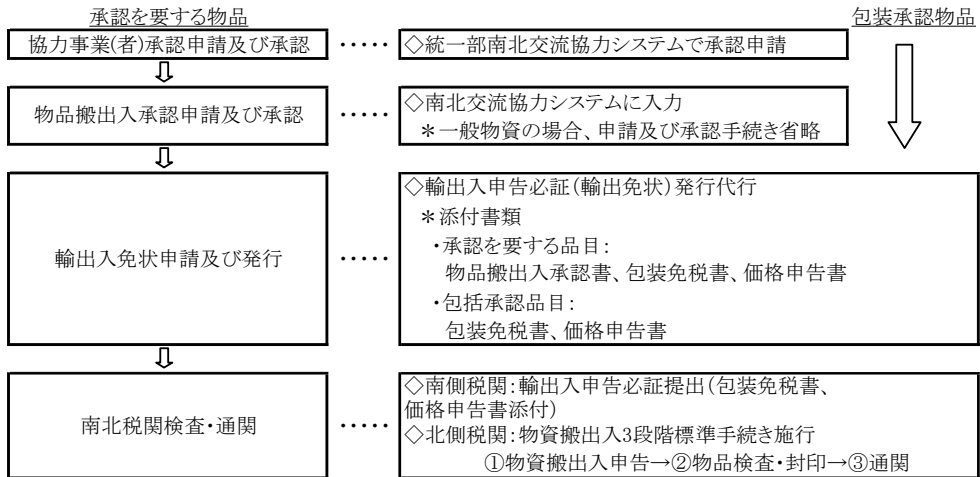 承認を要する物品
包装承認物品
協力事業(者)承認申請及び承認
‥‥‥
◇統一部南北交流協力システムで承認申請
物品搬出入承認申請及び承認
‥‥‥
◇南北交流協力システムに入力
＊一般物資の場合、申請及び承認手続き省略
輸出入免状申請及び発行
‥‥‥
◇輸出入申告必証(輸出免状)発行代行
＊添付書類
・承認を要する品目：
物品搬出入承認書、包装免税書、価格申告書
・包括承認品目：
包装免税書、価格申告書
南北税関検査・通関
‥‥‥
◇南側税関：輸出入申告必証提出(包装免税書、
価格申告書添付)
◇北側税関：物資搬出入3段階標準手続き施行
①物資搬出入申告→②物品検査・封印→③通関